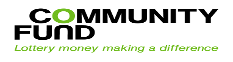 COMMUNITY
FUND
Lottery money making a difference